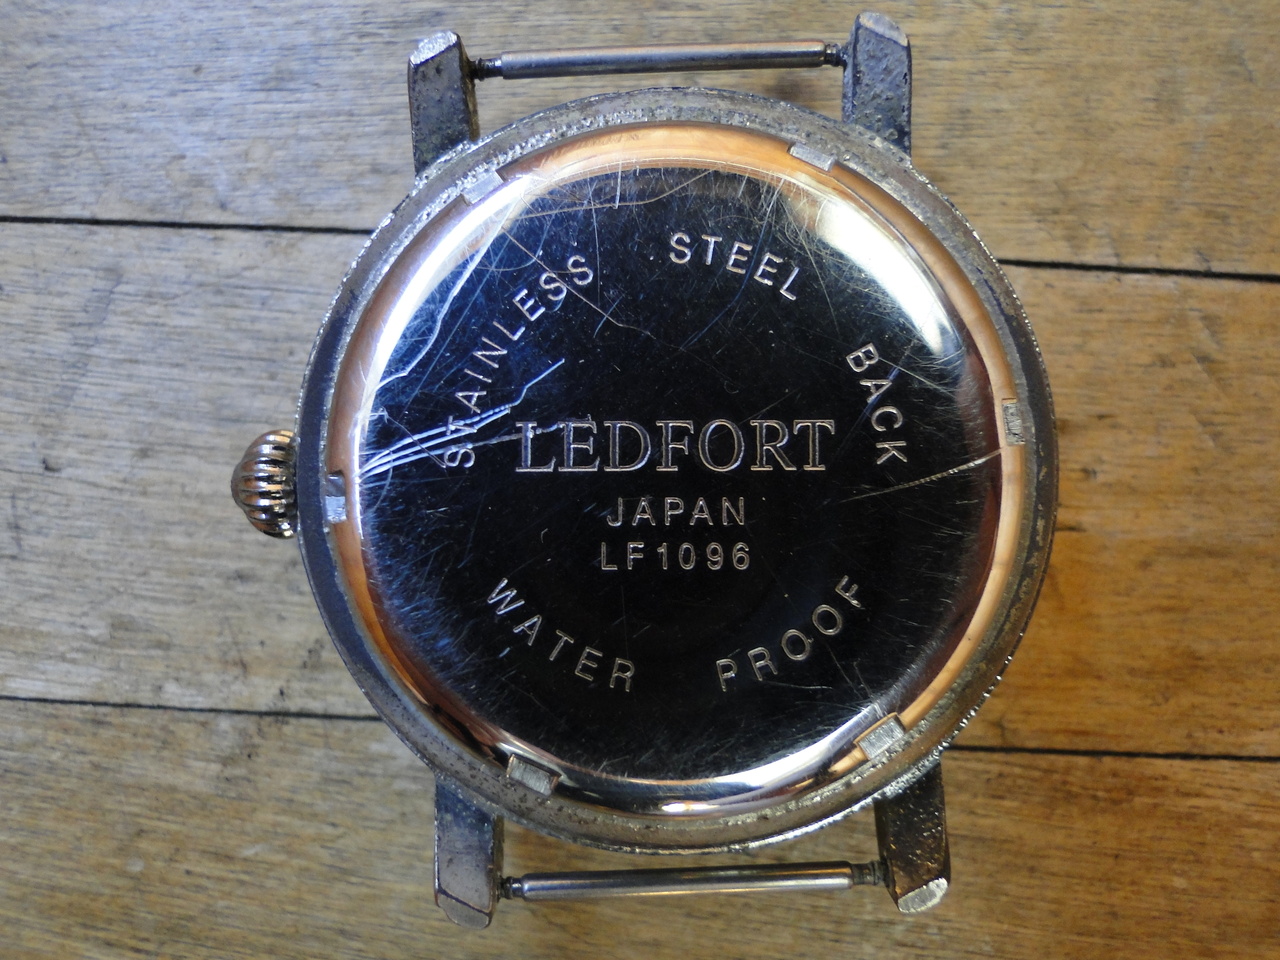 STAINLESS STEEL BACK
LEDFORT
JAPAN
LF1096
WATER PROOF